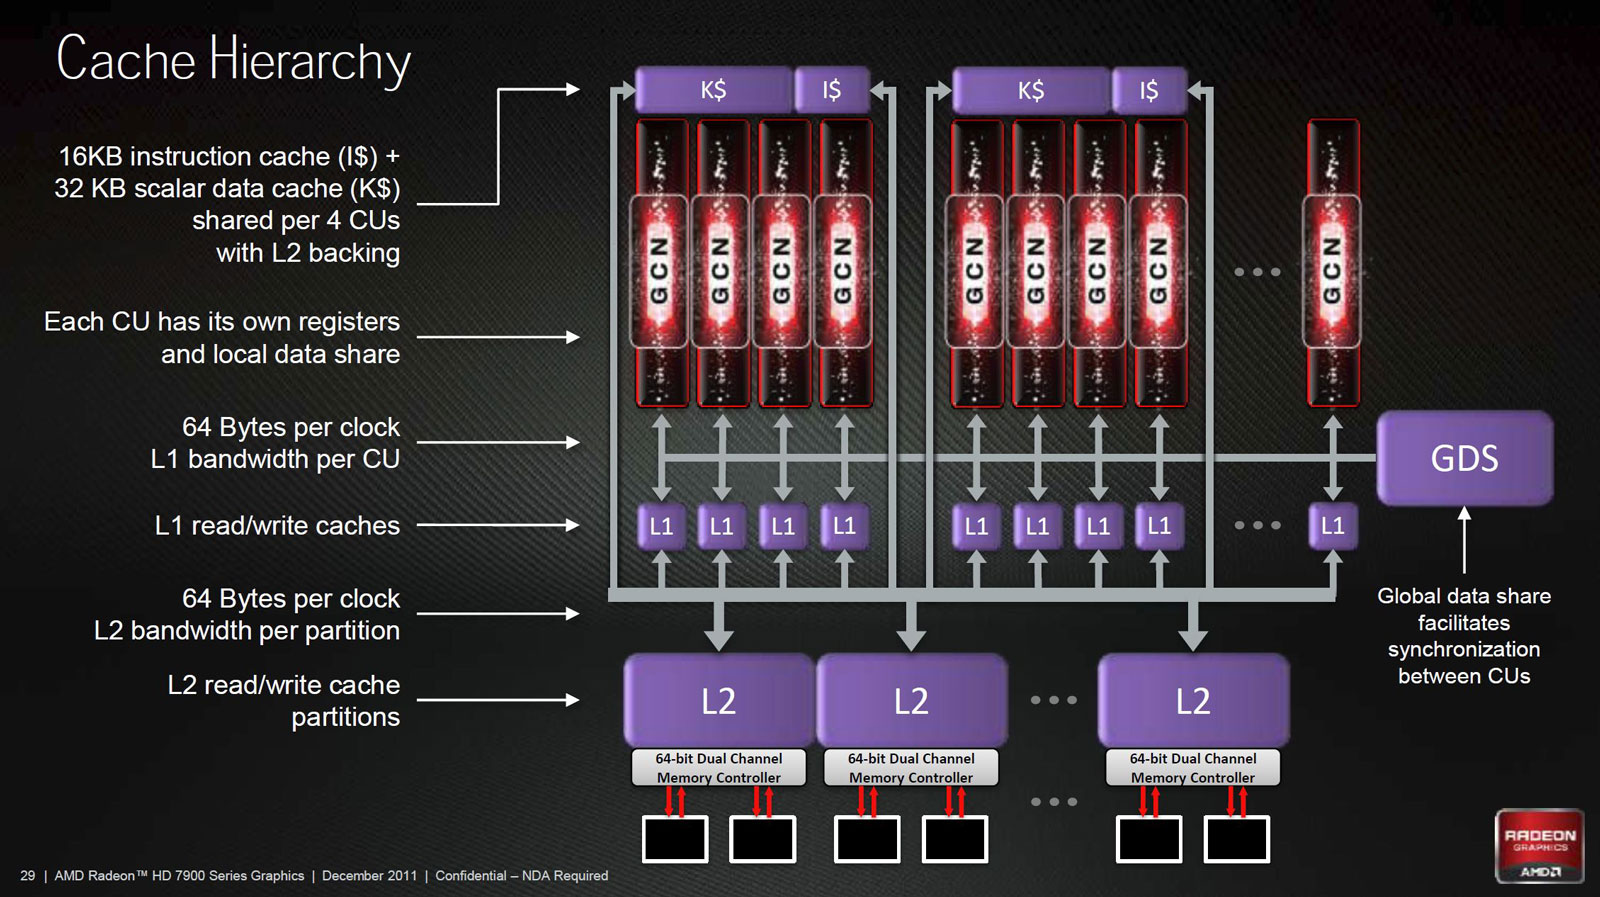 Cache Hierarchy
16KB instruction cache (I$) +
32 KB scalar data cache (K$)
shared per 4 CUs
with L2 backing
Each CU has its own registers
and local data share
64 Bytes per clock
L1 bandwidth per CU
L1 read/write caches
64 Bytes per clock
L2 bandwidth per partition
L2 read/write cache
partitions
K$ I$ K$ I$
GCN GCN GCN GCN GCN GCN GCN GCN GCN
GDS
L1 L1 L1 L1 L1 L1 L1 L1 L1
Global data share
facilitates
synchronization
between CUs
L2 L2 L2
64-bit Dual Channel
Memory Controller
64-bit Dual Channel
Memory Controller
64-bit Dual Channel
Memory Controller
RADEON
GRAPHICS
AMD
29 | AMD Radeon™ HD 7900 Series Graphics | December 2011 | Confidential – NDA Required